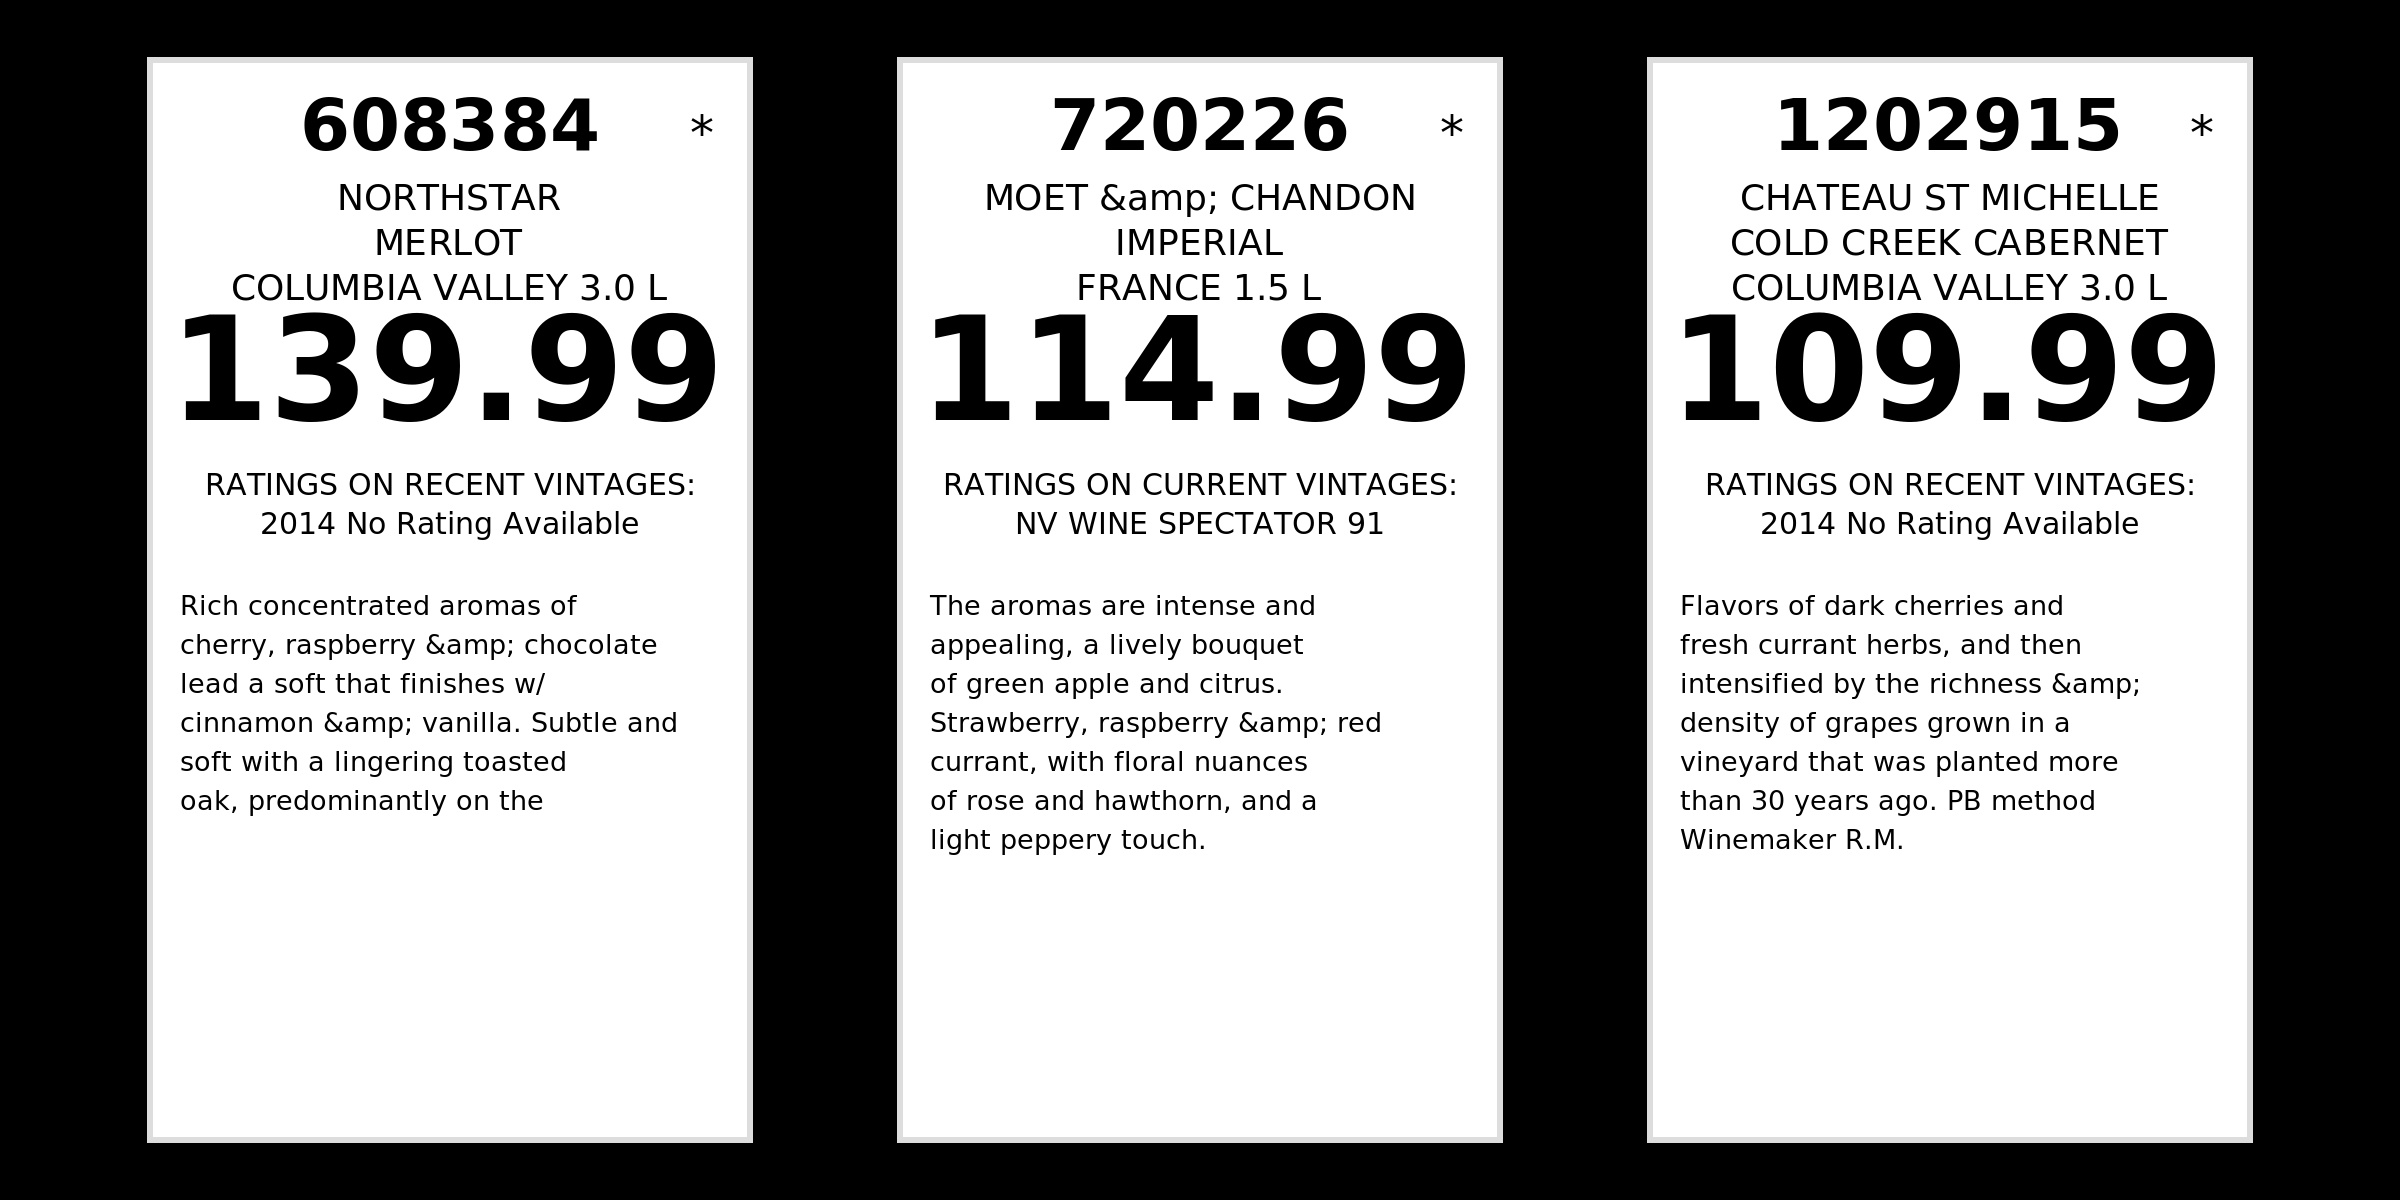 608384 *
NORTHSTAR
MERLOT
COLUMBIA VALLEY 3.0 L
139.99
RATINGS ON RECENT VINTAGES:
2014 No Rating Available
Rich concentrated aromas of
cherry, raspberry &amp; chocolate
lead a soft that finishes w/
cinnamon &amp; vanilla. Subtle and
soft with a lingering toasted
oak, predominantly on the
720226 *
MOET &amp; CHANDON
IMPERIAL
FRANCE 1.5 L
114.99
RATINGS ON CURRENT VINTAGES:
NV WINE SPECTATOR 91
The aromas are intense and
appealing, a lively bouquet
of green apple and citrus.
Strawberry, raspberry &amp; red
currant, with floral nuances
of rose and hawthorn, and a
light peppery touch.
1202915 *
CHATEAU ST MICHELLE
COLD CREEK CABERNET
COLUMBIA VALLEY 3.0 L
109.99
RATINGS ON RECENT VINTAGES:
2014 No Rating Available
Flavors of dark cherries and
fresh currant herbs, and then
intensified by the richness &amp;
density of grapes grown in a
vineyard that was planted more
than 30 years ago. PB method
Winemaker R.M.